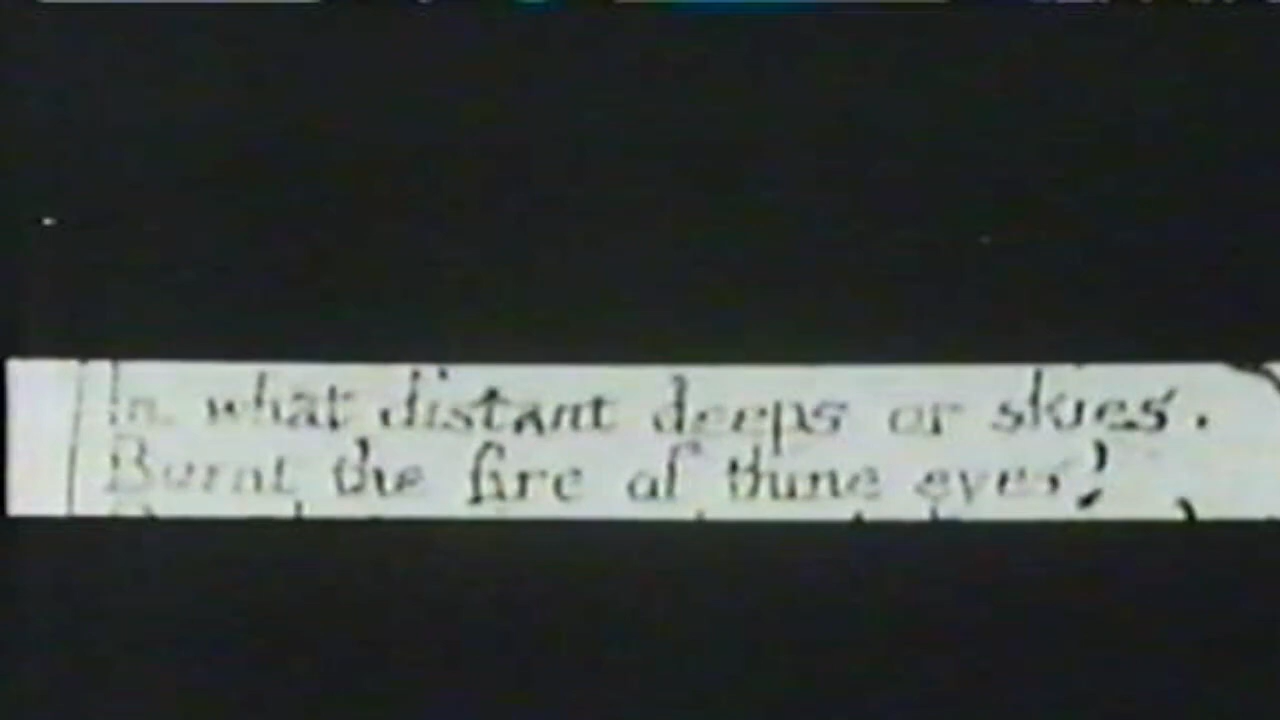 In what distant deeps or skies.
Burnt the fire of thine eyes?